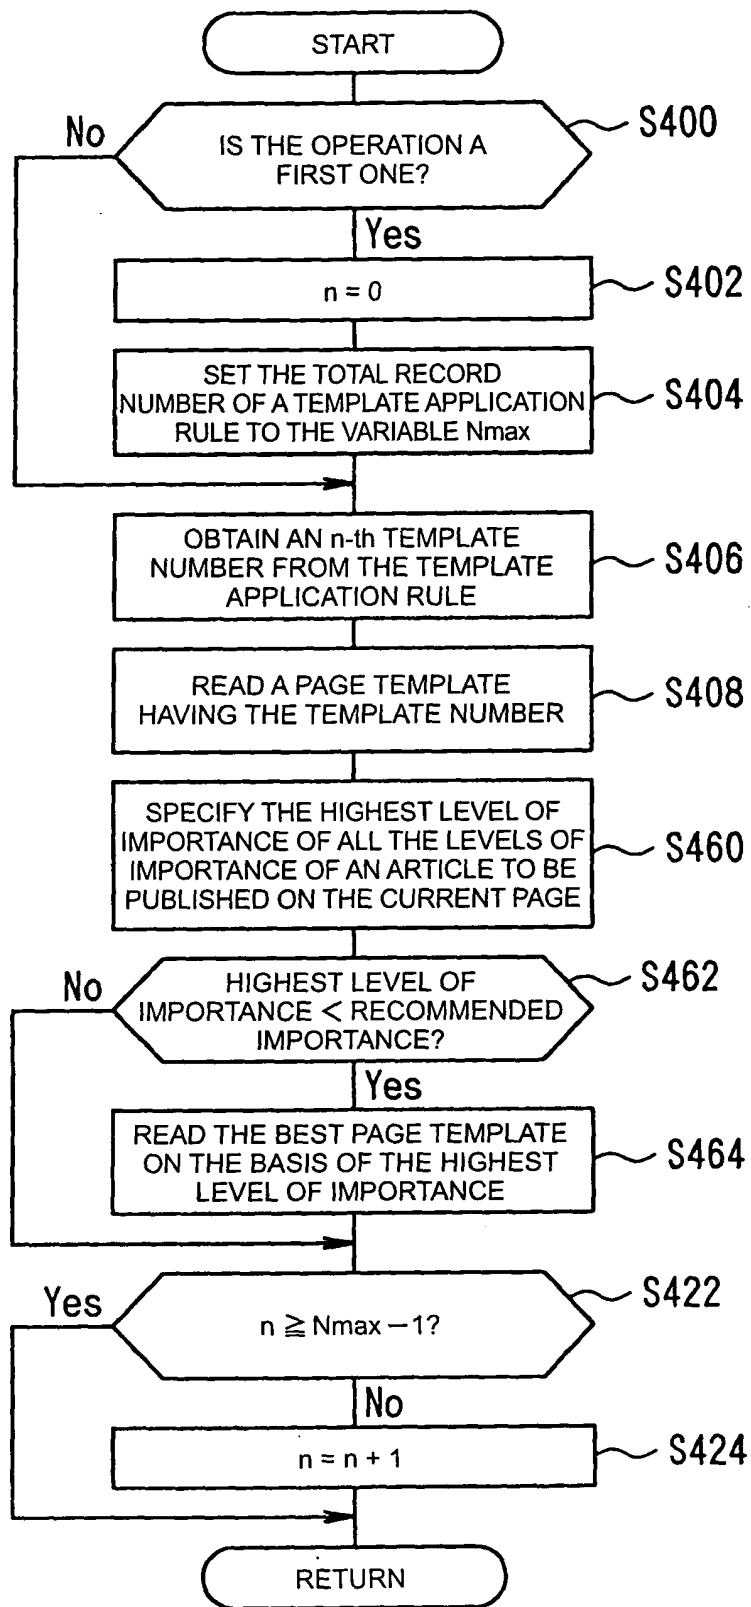 START
No
IS THE OPERATION A
FIRST ONE?
S400
Yes
n = 0
S402
SET THE TOTAL RECORD
NUMBER OF A TEMPLATE APPLICATION
RULE TO THE VARIABLE Nmax
S404
OBTAIN AN n-th TEMPLATE
NUMBER FROM THE TEMPLATE
APPLICATION RULE
S406
READ A PAGE TEMPLATE
HAVING THE TEMPLATE NUMBER
S408
SPECIFY THE HIGHEST LEVEL OF
IMPORTANCE OF ALL THE LEVELS OF
IMPORTANCE OF AN ARTICLE TO BE
PUBLISHED ON THE CURRENT PAGE
S460
No
HIGHEST LEVEL OF
IMPORTANCE < RECOMMENDED
IMPORTANCE?
S462
Yes
READ THE BEST PAGE TEMPLATE
ON THE BASIS OF THE HIGHEST
LEVEL OF IMPORTANCE
S464
Yes
n ≧ Nmax − 1?
S422
No
n = n + 1
S424
RETURN